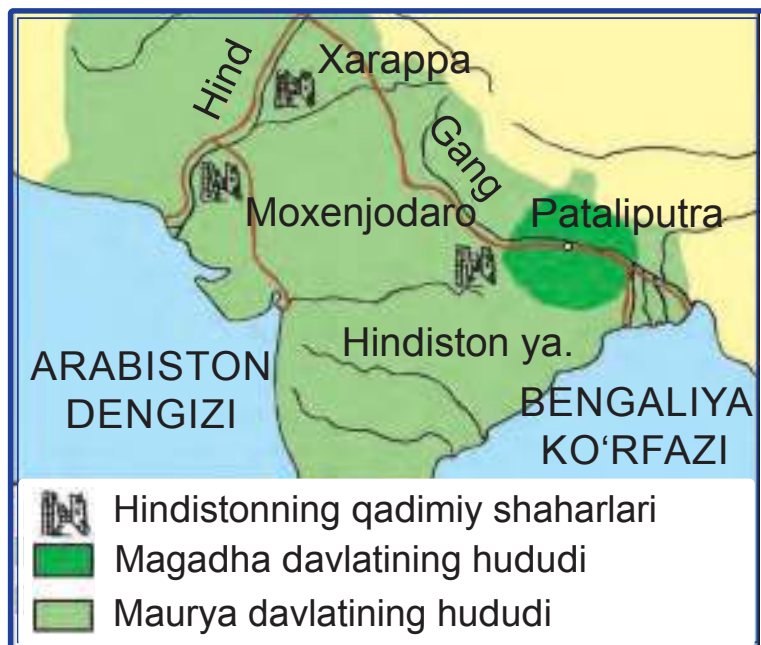 Hind
Xarappa
Gang
Moxenjodaro
Pataliputra
Hindiston ya.
ARABISTON
DENGIZI
BENGALIYA
KO‘RFAZI
Hindistonning qadimiy shaharlari
Magadha davlatining hududi
Maurya davlatining hududi